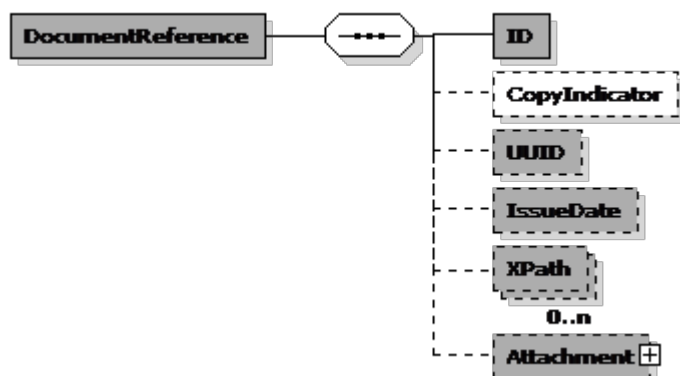 DocumentReference
ID
CopyIndicator
UUID
IssueDate
XPath
0..n
Attachment